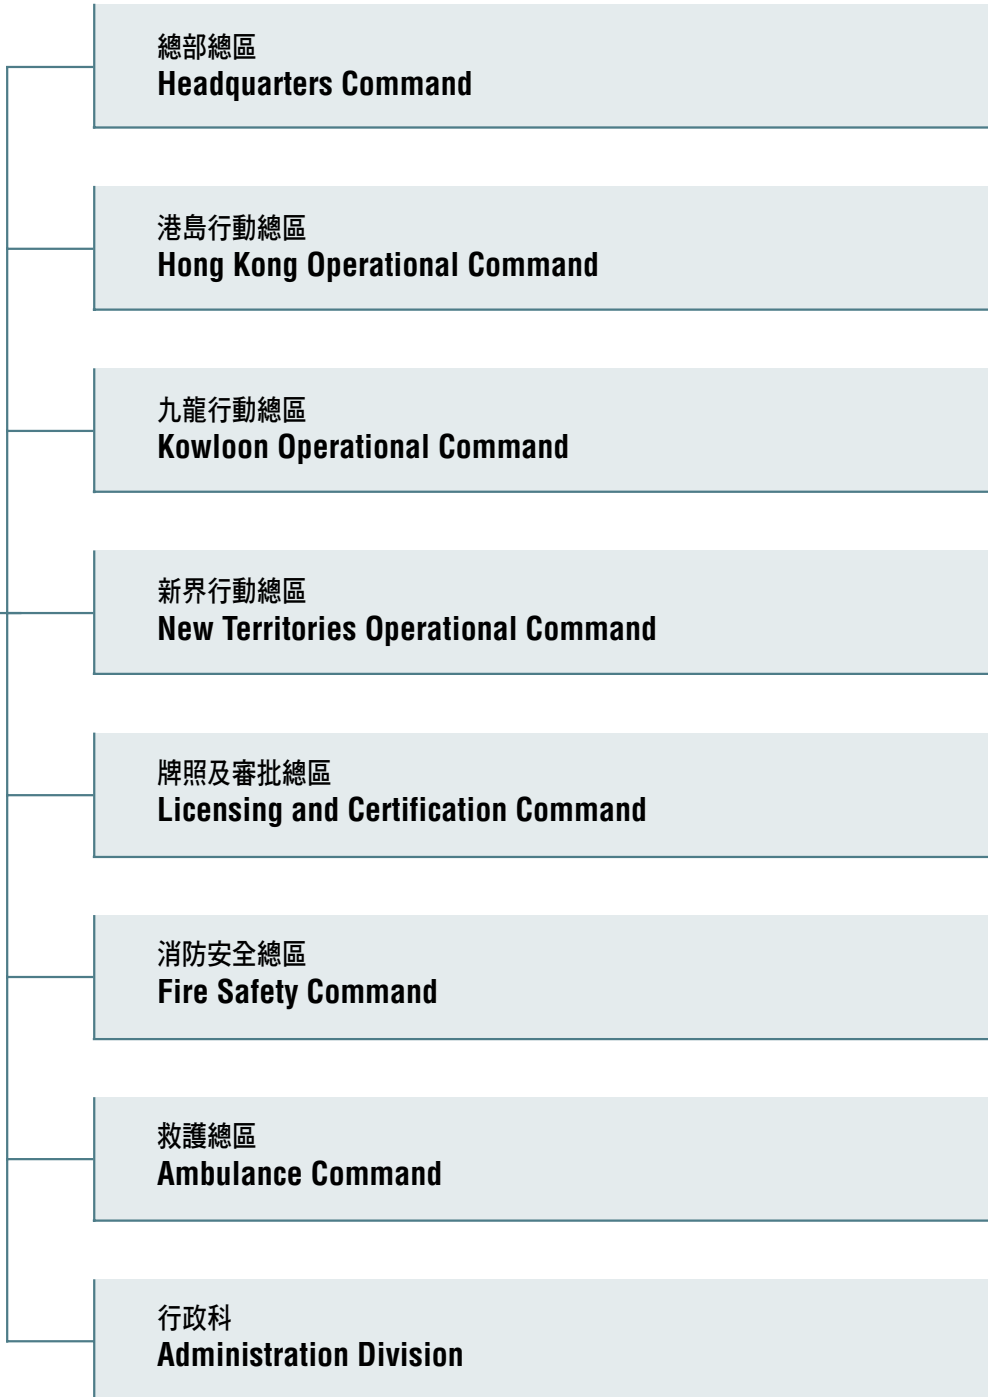 總部總區
Headquarters Command
港島行動總區
Hong Kong Operational Command
九龍行動總區
Kowloon Operational Command
新界行動總區
New Territories Operational Command
牌照及審批總區
Licensing and Certification Command
消防安全總區
Fire Safety Command
救護總區
Ambulance Command
行政科
Administration Division